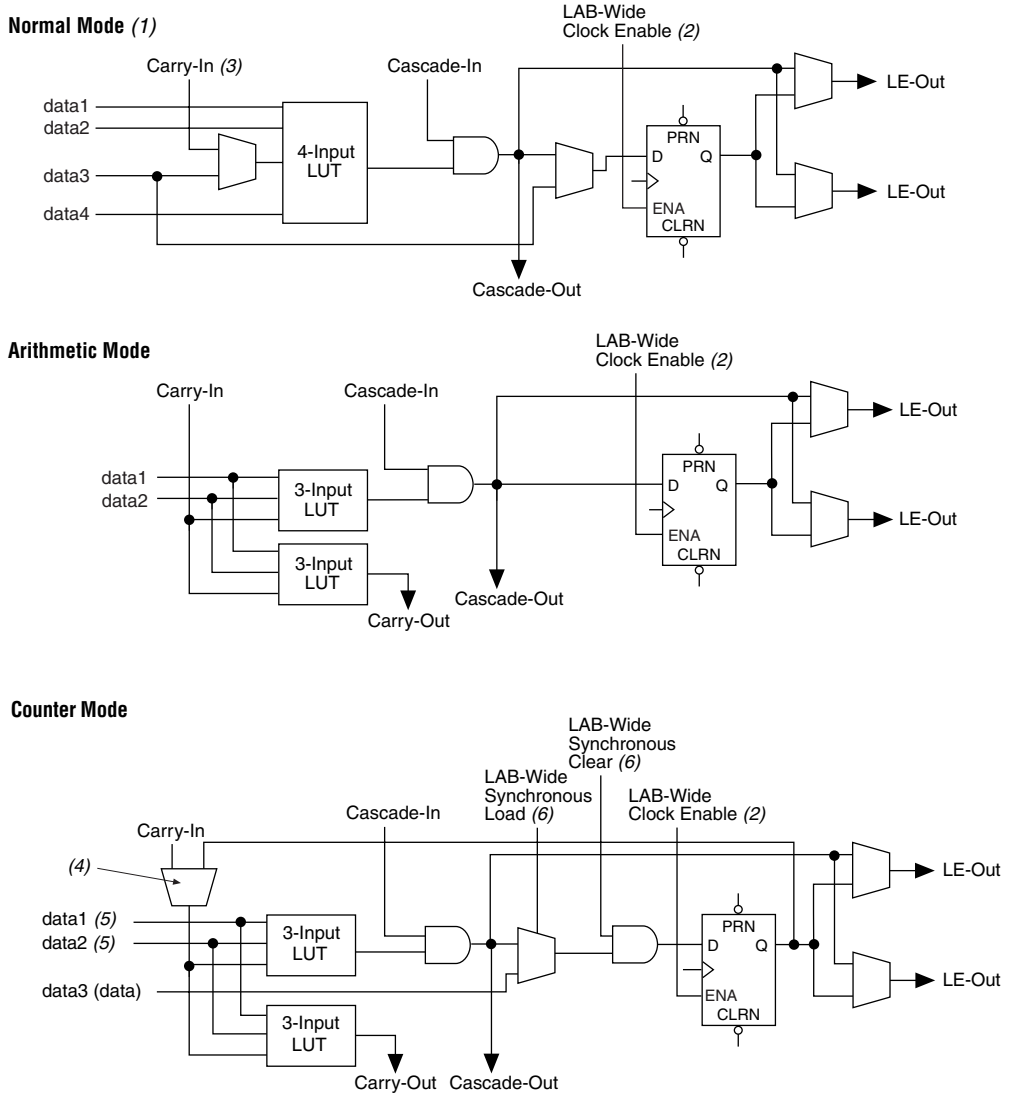 Normal Mode (1)
LAB-Wide
Clock Enable (2)
Carry-In (3)
Cascade-In
LE-Out
data1
data2
4-Input
LUT
PRN
D
Q
data3
LE-Out
data4
ENA
CLRN
Cascade-Out
Arithmetic Mode
LAB-Wide
Clock Enable (2)
Carry-In
Cascade-In
LE-Out
data1
data2
3-Input
LUT
PRN
D
Q
LE-Out
ENA
CLRN
3-Input
LUT
Cascade-Out
Carry-Out
Counter Mode
LAB-Wide
Synchronous
Clear (6)
LAB-Wide
Synchronous
Load (6)
LAB-Wide
Clock Enable (2)
Cascade-In
Carry-In
(4)
LE-Out
data1 (5)
data2 (5)
3-Input
LUT
PRN
D
Q
data3 (data)
LE-Out
ENA
CLRN
3-Input
LUT
Carry-Out
Cascade-Out